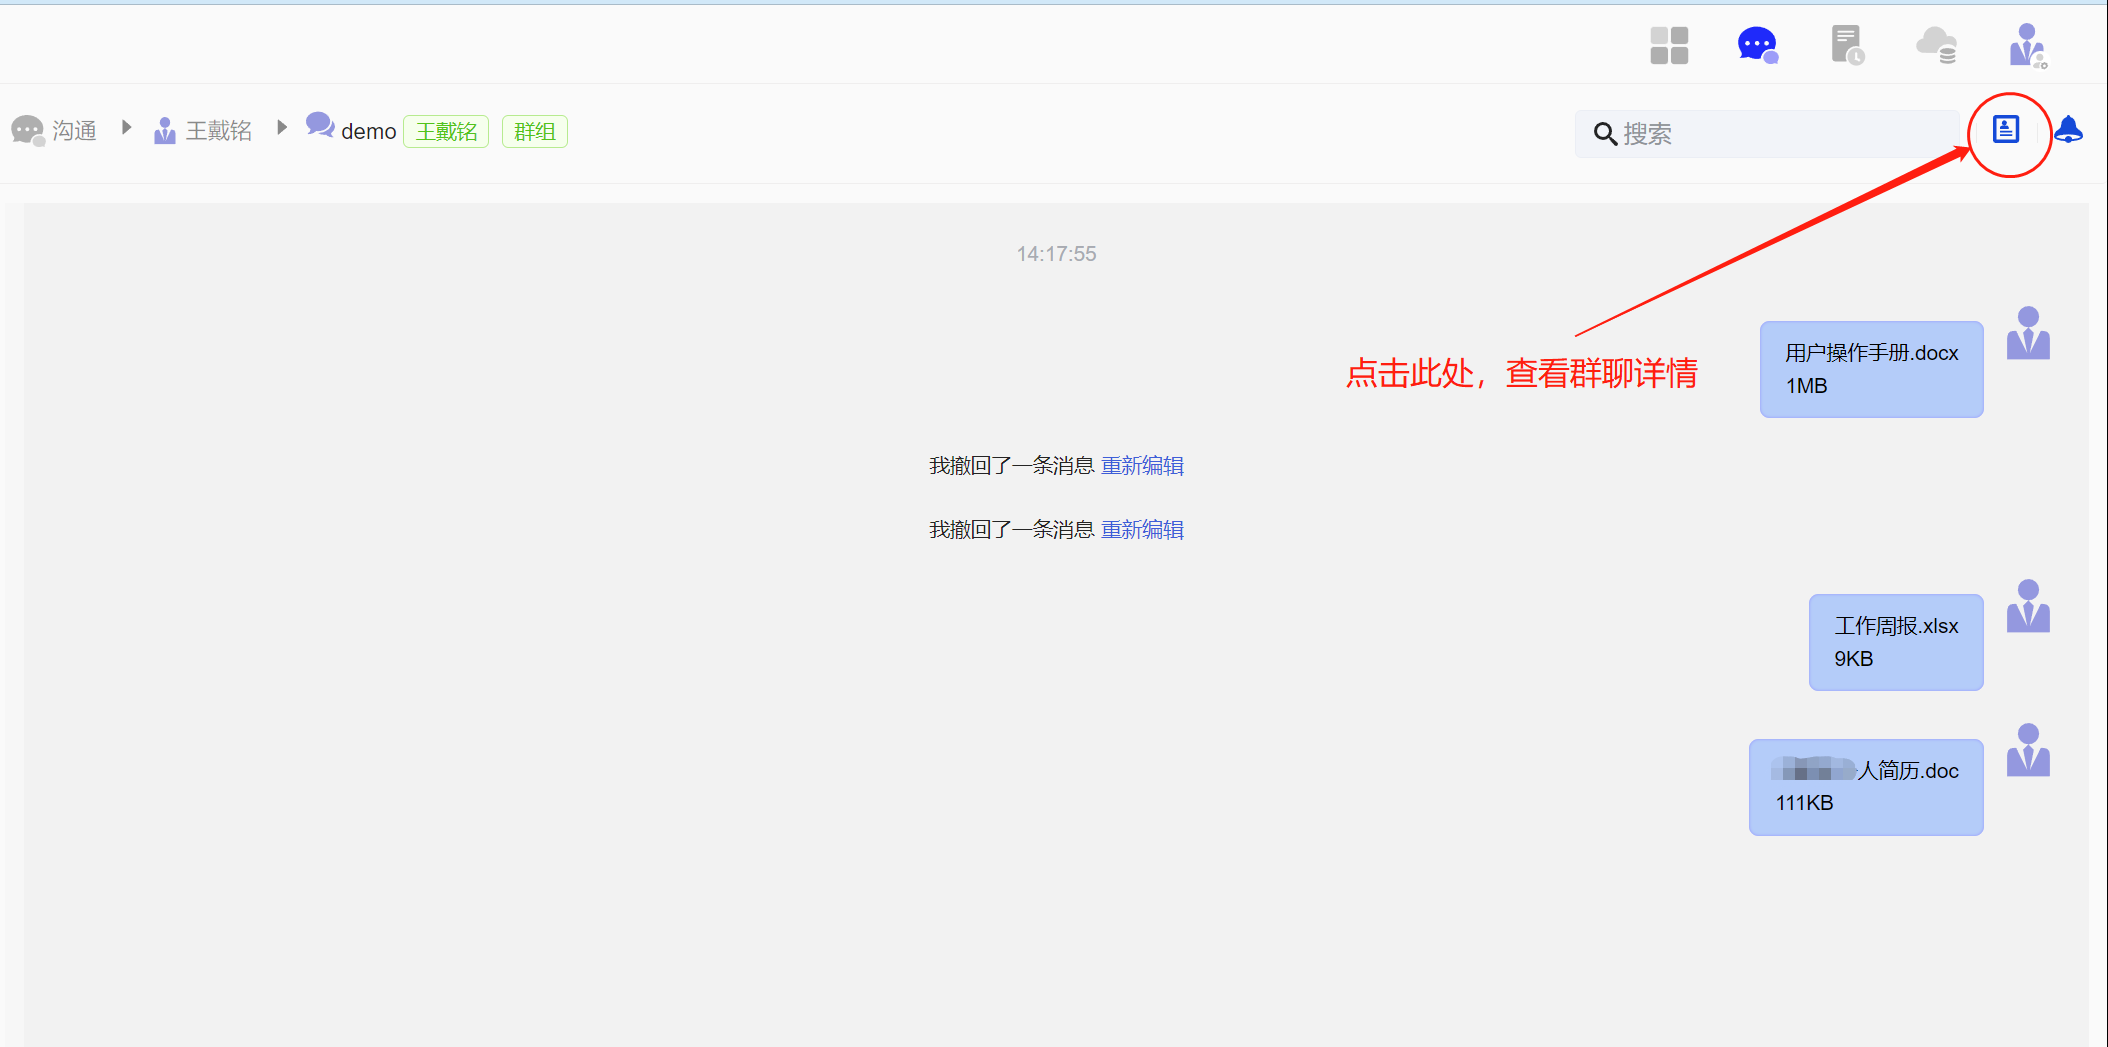 沟通 王戴铭 demo 王戴铭 群组 搜索
14:17:55
用户操作手册.docx
1MB
点击此处，查看群聊详情
我撤回了一条消息 重新编辑
我撤回了一条消息 重新编辑
工作周报.xlsx
9KB
人简历.doc
111KB